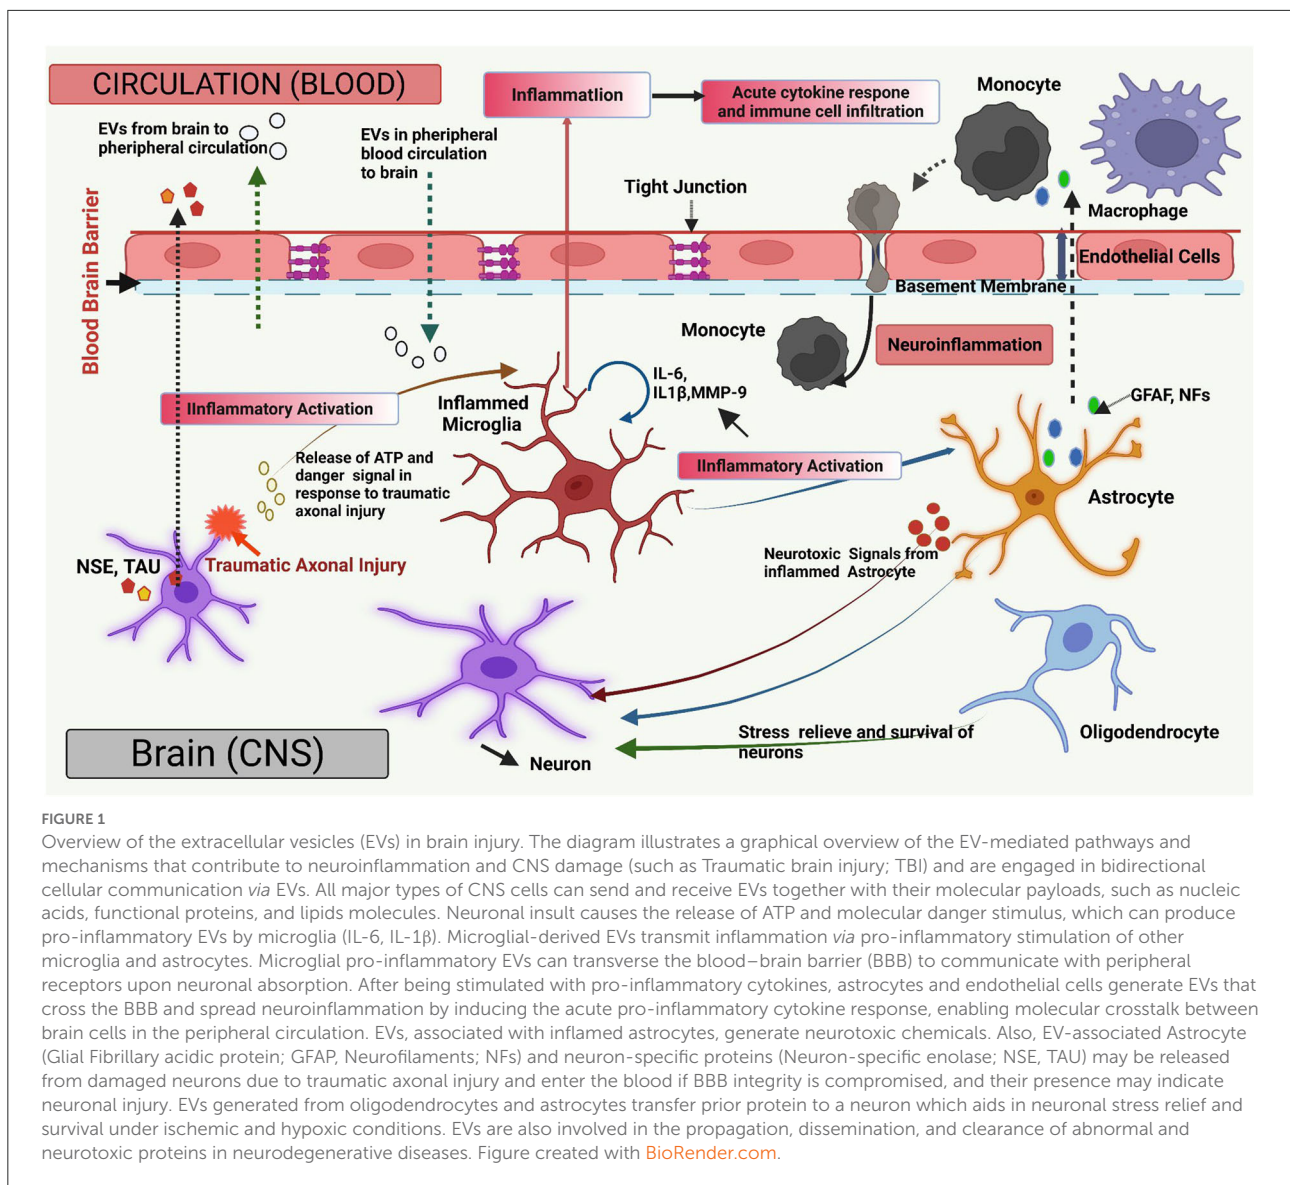 CIRCULATION (BLOOD)
EVs from brain to
pheripheral circulation
EVs in pheripheral
blood circulation
to brain
Inflammatlion
Acute cytokine respone
and immune cell infiltration
Monocyte
Macrophage
Tight Junction
Blood Brain Barrier
Endothelial Cells
Basement Membrane
Monocyte
Neuroinflammation
IInflammatory Activation
Inflammed
Microglia
IL-6,
IL1β,MMP-9
GFAF, NFs
Release of ATP and
danger signal in
response to traumatic
axonal injury
IInflammatory Activation
Astrocyte
NSE, TAU
Traumatic Axonal Injury
Neurotoxic Signals from
inflammed Astrocyte
Stress relieve and survival of
neurons
Oligodendrocyte
Neuron
Brain (CNS)
FIGURE 1
Overview of the extracellular vesicles (EVs) in brain injury. The diagram illustrates a graphical overview of the EV-mediated pathways and
mechanisms that contribute to neuroinflammation and CNS damage (such as Traumatic brain injury; TBI) and are engaged in bidirectional
cellular communication via EVs. All major types of CNS cells can send and receive EVs together with their molecular payloads, such as nucleic
acids, functional proteins, and lipids molecules. Neuronal insult causes the release of ATP and molecular danger stimulus, which can produce
pro-inflammatory EVs by microglia (IL-6, IL-1β). Microglial-derived EVs transmit inflammation via pro-inflammatory stimulation of other
microglia and astrocytes. Microglial pro-inflammatory EVs can transverse the blood–brain barrier (BBB) to communicate with peripheral
receptors upon neuronal absorption. After being stimulated with pro-inflammatory cytokines, astrocytes and endothelial cells generate EVs that
cross the BBB and spread neuroinflammation by inducing the acute pro-inflammatory cytokine response, enabling molecular crosstalk between
brain cells in the peripheral circulation. EVs, associated with inflamed astrocytes, generate neurotoxic chemicals. Also, EV-associated Astrocyte
(Glial Fibrillary acidic protein; GFAP, Neurofilaments; NFs) and neuron-specific proteins (Neuron-specific enolase; NSE, TAU) may be released
from damaged neurons due to traumatic axonal injury and enter the blood if BBB integrity is compromised, and their presence may indicate
neuronal injury. EVs generated from oligodendrocytes and astrocytes transfer prior protein to a neuron which aids in neuronal stress relief and
survival under ischemic and hypoxic conditions. EVs are also involved in the propagation, dissemination, and clearance of abnormal and
neurotoxic proteins in neurodegenerative diseases. Figure created with BioRender.com.